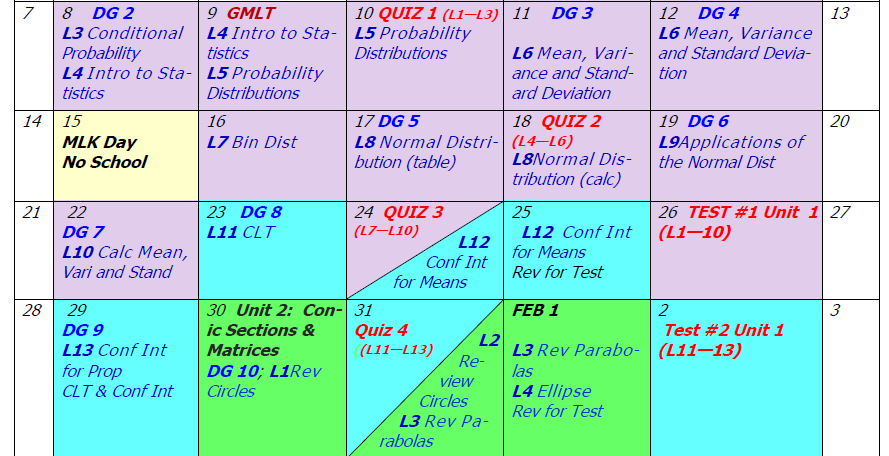 7
8 DG 2
L3 Conditional
Probability
L4 Intro to Sta-
tistics
9 GMLT
L4 Intro to Sta-
tistics
L5 Probability
Distributions
10 QUIZ 1 (L1—L3)
L5 Probability
Distributions
11 DG 3
L6 Mean, Vari-
ance and Stand-
ard Deviation
12 DG 4
L6 Mean, Variance
and Standard Devia-
tion
13
14
15
MLK Day
No School
16
L7 Bin Dist
17 DG 5
L8 Normal Distri-
bution (table)
18 QUIZ 2
(L4—L6)
L8Normal Dis-
tribution (calc)
19 DG 6
L9Applications of
the Normal Dist
20
21
22
DG 7
L10 Calc Mean,
Vari and Stand
23 DG 8
L11 CLT
24 QUIZ 3
(L7—L10)
L12
Conf Int
for Means
25
L12 Conf Int
for Means
Rev for Test
26 TEST #1 Unit 1
(L1—10)
27
28
29
DG 9
L13 Conf Int
for Prop
CLT & Conf Int
30 Unit 2: Con-
ic Sections &
Matrices
DG 10; L1Rev
Circles
31
Quiz 4
((L11—L13)
L2
Re-
view
Circles
L3 Rev Pa-
rabolas
FEB 1
L3 Rev Parabo-
las
L4 Ellipse
Rev for Test
2
Test #2 Unit 1
(L11—13)
3